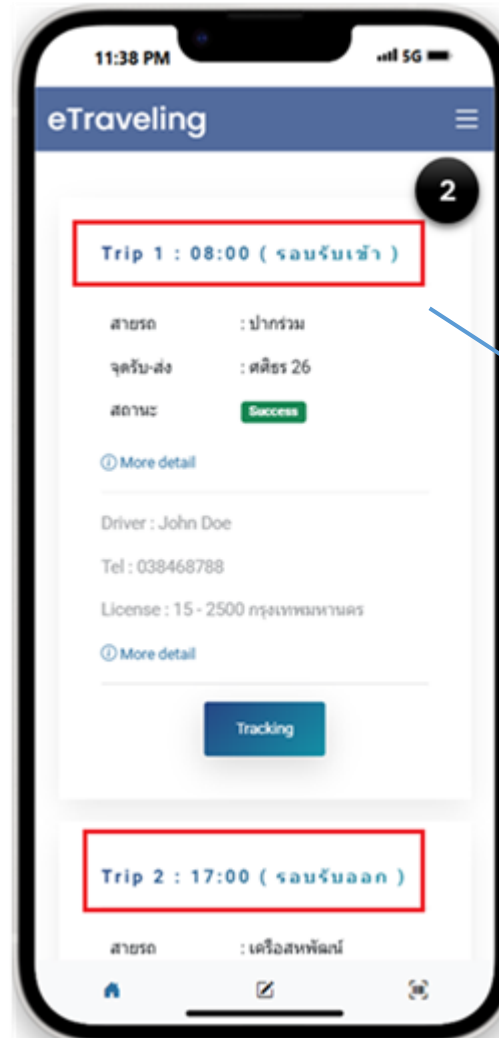 11:38 PM 5G
eTraveling
2
Trip 1 : 08:00 ( รอบรับเช้า )
สายรถ : ปากร่วม
จุดรับ-ส่ง : ศศิธร 26
สถานะ Success
More detail
Driver : John Doe
Tel : 038468788
License : 15 - 2500 กรุงเทพมหานคร
More detail
Tracking
Trip 2 : 17:00 ( รอบรับออก )
สายรถ : เครือสหพัฒน์